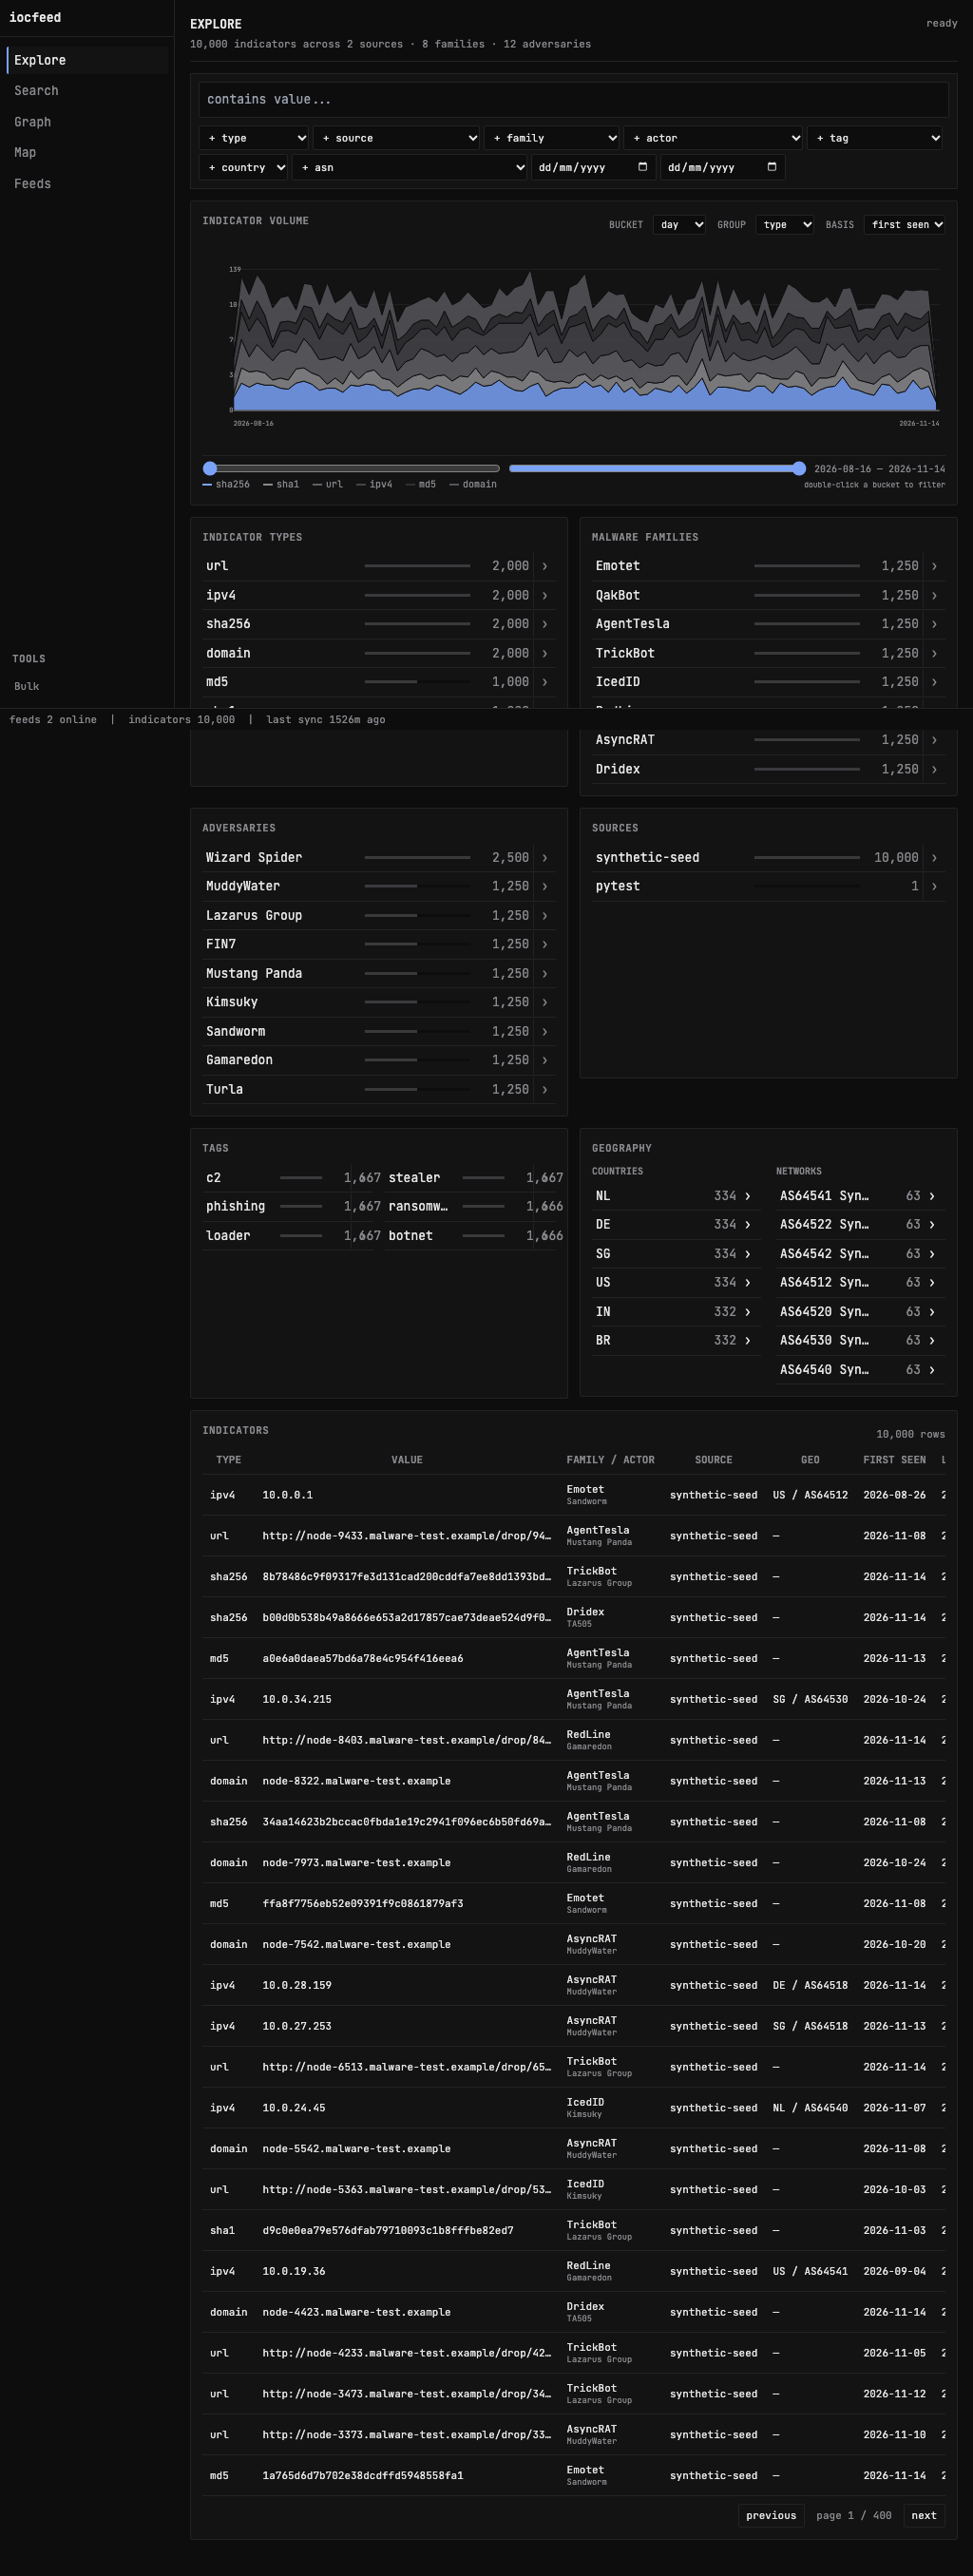 iocfeed
Explore
Search
Graph
Map
Feeds
TOOLS
Bulk
EXPLORE
ready
10,000 indicators across 2 sources · 8 families · 12 adversaries
contains value...
+ type + source + family + actor + tag
+ country + asn dd/mm/yyyy dd/mm/yyyy
INDICATOR VOLUME
BUCKET day GROUP type BASIS first seen
139
10
7
3
0
2026-08-16 2026-11-14
2026-08-16 — 2026-11-14
sha256 sha1 url ipv4 md5 domain
double-click a bucket to filter
INDICATOR TYPES
url 2,000 ›
ipv4 2,000 ›
sha256 2,000 ›
domain 2,000 ›
md5 1,000 ›
MALWARE FAMILIES
Emotet 1,250 ›
QakBot 1,250 ›
AgentTesla 1,250 ›
TrickBot 1,250 ›
IcedID 1,250 ›
feeds 2 online | indicators 10,000 | last sync 1526m ago
AsyncRAT 1,250 ›
Dridex 1,250 ›
ADVERSARIES
Wizard Spider 2,500 ›
MuddyWater 1,250 ›
Lazarus Group 1,250 ›
FIN7 1,250 ›
Mustang Panda 1,250 ›
Kimsuky 1,250 ›
Sandworm 1,250 ›
Gamaredon 1,250 ›
Turla 1,250 ›
SOURCES
synthetic-seed 10,000 ›
pytest 1 ›
TAGS
c2 1,667 stealer 1,667
phishing 1,667 ransomw… 1,666
loader 1,667 botnet 1,666
GEOGRAPHY
COUNTRIES
NL 334 ›
DE 334 ›
SG 334 ›
US 334 ›
IN 332 ›
BR 332 ›
NETWORKS
AS64541 Syn… 63 ›
AS64522 Syn… 63 ›
AS64542 Syn… 63 ›
AS64512 Syn… 63 ›
AS64520 Syn… 63 ›
AS64530 Syn… 63 ›
AS64540 Syn… 63 ›
INDICATORS
10,000 rows
TYPE VALUE FAMILY / ACTOR SOURCE GEO FIRST SEEN
ipv4 10.0.0.1 Emotet synthetic-seed US / AS64512 2026-08-26
Sandworm
url http://node-9433.malware-test.example/drop/94… AgentTesla synthetic-seed — 2026-11-08
Mustang Panda
sha256 8b78486c9f09317fe3d131cad200cddfa7ee8dd1393bd… TrickBot synthetic-seed — 2026-11-14
Lazarus Group
sha256 b00d0b538b49a8666e653a2d17857cae73deae524d9f0… Dridex synthetic-seed — 2026-11-14
TA505
md5 a0e6a0daea57bd6a78e4c954f416eea6 AgentTesla synthetic-seed — 2026-11-13
Mustang Panda
ipv4 10.0.34.215 AgentTesla synthetic-seed SG / AS64530 2026-10-24
Mustang Panda
url http://node-8403.malware-test.example/drop/84… RedLine synthetic-seed — 2026-11-14
Gamaredon
domain node-8322.malware-test.example AgentTesla synthetic-seed — 2026-11-13
Mustang Panda
sha256 34aa14623b2bccac0fbda1e19c2941f096ec6b50fd69a… AgentTesla synthetic-seed — 2026-11-08
Mustang Panda
domain node-7973.malware-test.example RedLine synthetic-seed — 2026-10-24
Gamaredon
md5 ffa8f7756eb52e09391f9c0861879af3 Emotet synthetic-seed — 2026-11-08
Sandworm
domain node-7542.malware-test.example AsyncRAT synthetic-seed — 2026-10-20
MuddyWater
ipv4 10.0.28.159 AsyncRAT synthetic-seed DE / AS64518 2026-11-14
MuddyWater
ipv4 10.0.27.253 AsyncRAT synthetic-seed SG / AS64518 2026-11-13
MuddyWater
url http://node-6513.malware-test.example/drop/65… TrickBot synthetic-seed — 2026-11-14
Lazarus Group
ipv4 10.0.24.45 IcedID synthetic-seed NL / AS64540 2026-11-07
Kimsuky
domain node-5542.malware-test.example AsyncRAT synthetic-seed — 2026-11-08
MuddyWater
url http://node-5363.malware-test.example/drop/53… IcedID synthetic-seed — 2026-10-03
Kimsuky
sha1 d9c0e0ea79e576dfab79710093c1b8fffbe82ed7 TrickBot synthetic-seed — 2026-11-03
Lazarus Group
ipv4 10.0.19.36 RedLine synthetic-seed US / AS64541 2026-09-04
Gamaredon
domain node-4423.malware-test.example Dridex synthetic-seed — 2026-11-14
TA505
url http://node-4233.malware-test.example/drop/42… TrickBot synthetic-seed — 2026-11-05
Lazarus Group
url http://node-3473.malware-test.example/drop/34… TrickBot synthetic-seed — 2026-11-12
Lazarus Group
url http://node-3373.malware-test.example/drop/33… AsyncRAT synthetic-seed — 2026-11-10
MuddyWater
md5 1a765d6d7b702e38dcdffd5948558fa1 Emotet synthetic-seed — 2026-11-14
Sandworm
previous page 1 / 400 next